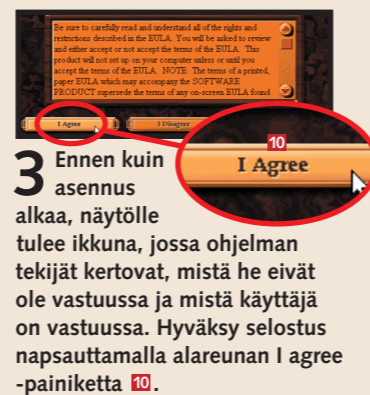 Be sure to carefully read and understand all of the rights and
restrictions described in the EULA. You will be asked to review
and either accept or not accept the terms of the EULA. This
product will not set up on your computer unless or until you
accept the terms of the EULA. NOTE: The terms of a printed,
paper EULA which may accompany the SOFTWARE
PRODUCT supersede the terms of any on-screen EULA found
I Agree
I Disagree
10
I Agree
3 Ennen kuin
asennus
alkaa, näytölle
tulee ikkuna, jossa ohjelman
tekijät kertovat, mistä he eivät
ole vastuussa ja mistä käyttäjä
on vastuussa. Hyväksy selostus
napsauttamalla alareunan I agree
-painiketta 10.